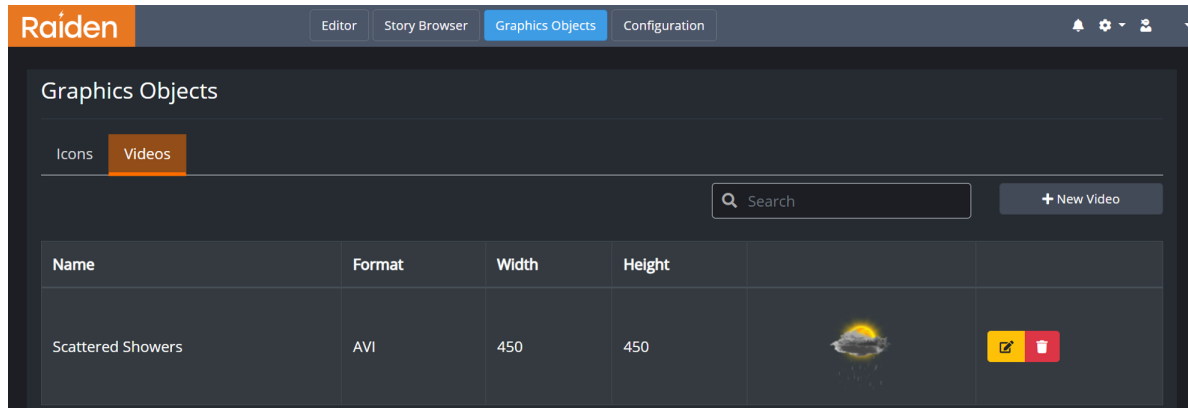 Raiden
Editor Story Browser Graphics Objects Configuration
Graphics Objects
Icons Videos
Search
New Video
Name Format Width Height
Scattered Showers AVI 450 450